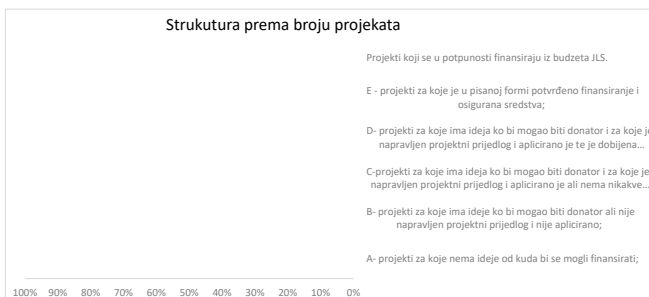 Strukutura prema broju projekata
Projekti koji se u potpunosti finansiraju iz budzeta JLS.
E - projekti za koje je u pisanoj formi potvrđeno finansiranje i
osigurana sredstva;
D- projekti za koje ima ideja ko bi mogao biti donator i za koje je
napravljen projektni prijedlog i aplicirano je te je dobijena...
C-projekti za koje ima ideja ko bi mogao biti donator i za koje je
napravljen projektni prijedlog i aplicirano je ali nema nikakve...
B- projekti za koje ima ideje ko bi mogao biti donator ali nije
napravljen projektni prijedlog i nije aplicirano;
A- projekti za koje nema ideje od kuda bi se mogli finansirati;
100% 90% 80% 70% 60% 50% 40% 30% 20% 10% 0%